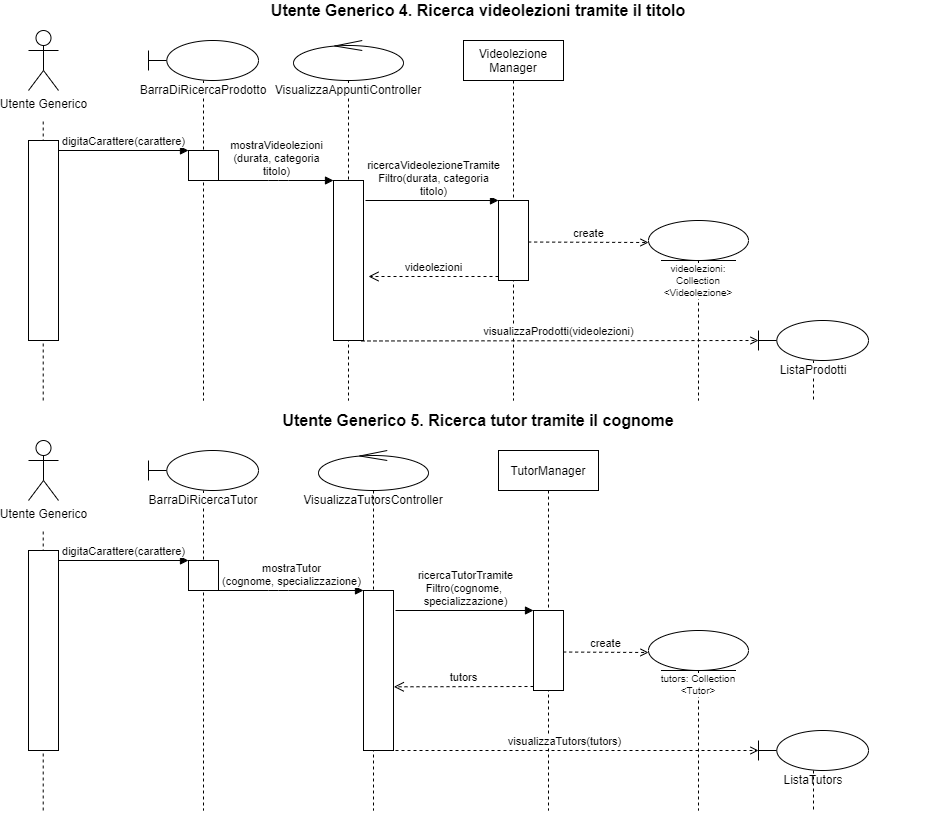 Utente Generico 4. Ricerca videolezioni tramite il titolo
Utente Generico
BarraDiRicercaProdotto
VisualizzaAppuntiController
Videolezione
Manager
digitaCarattere(carattere)
mostraVideolezioni
(durata, categoria
titolo)
ricercaVideolezioneTramite
Filtro(durata, categoria
titolo)
create
videolezioni
videolezioni:
Collection
<Videolezione>
visualizzaProdotti(videolezioni)
ListaProdotti
Utente Generico 5. Ricerca tutor tramite il cognome
Utente Generico
BarraDiRicercaTutor
VisualizzaTutorsController
TutorManager
digitaCarattere(carattere)
mostraTutor
(cognome, specializzazione)
ricercaTutorTramite
Filtro(cognome,
specializzazione)
create
tutors
tutors: Collection
<Tutor>
visualizzaTutors(tutors)
ListaTutors